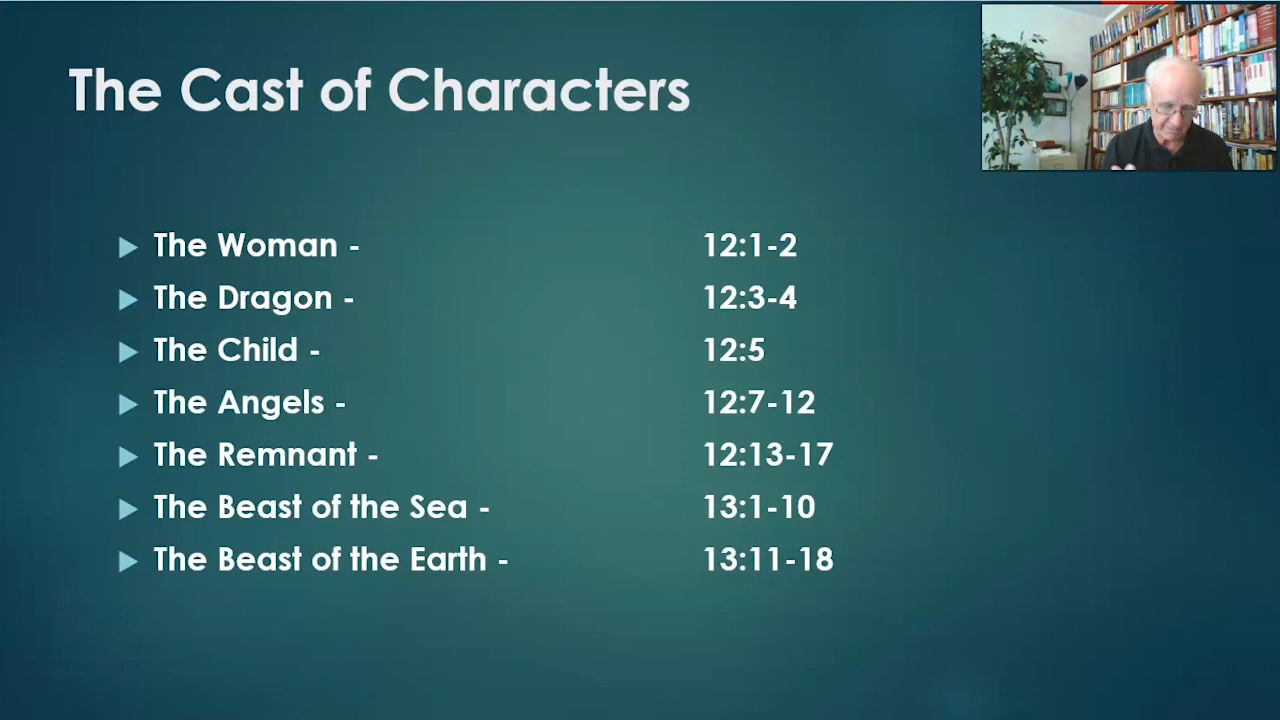 The Cast of Characters
The Woman - 12:1-2
The Dragon - 12:3-4
The Child - 12:5
The Angels - 12:7-12
The Remnant - 12:13-17
The Beast of the Sea - 13:1-10
The Beast of the Earth - 13:11-18